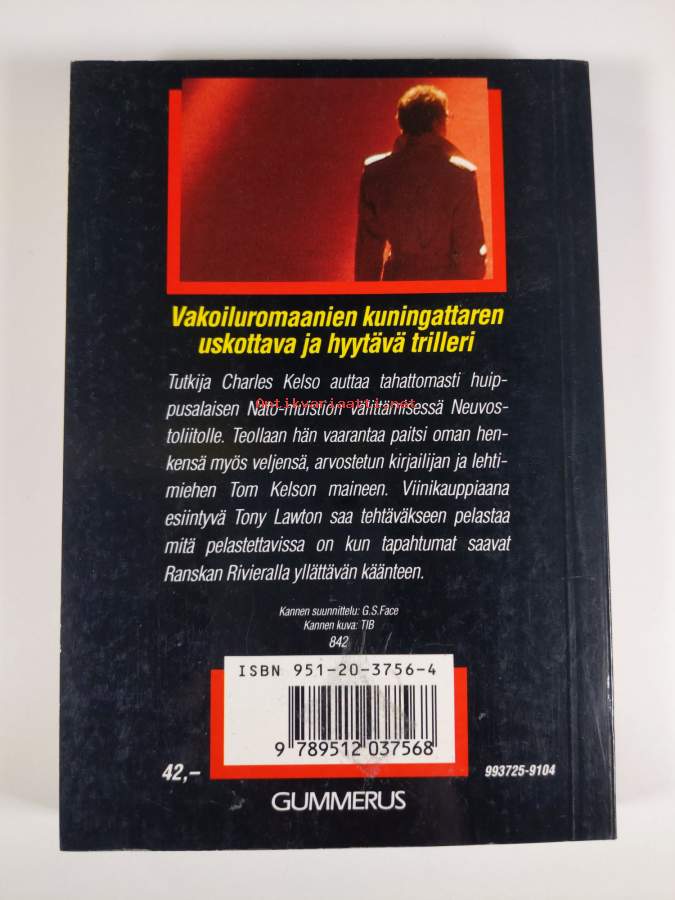 Vakoiluromaanien kuningattaren
uskottava ja hyytävä trilleri
Tutkija Charles Kelso auttaa tahattomasti huip-
pusalaisen Nato-muistion välittämisessä Neuvos-
Antikvariaatti.net
toliitolle. Teollaan hän vaarantaa paitsi oman hen-
kensä myös veljensä, arvostetun kirjailijan ja lehti-
miehen Tom Kelson maineen. Viinikauppiaana
esiintyvä Tony Lawton saa tehtäväkseen pelastaa
mitä pelastettavissa on kun tapahtumat saavat
Ranskan Rivieralla yllättävän käänteen.
Kannen suunnittelu: G.S.Face
Kannen kuva: TIB
842
ISBN 951-20-3756-4
9 789512 037568
42,–
993725-9104
GUMMERUS